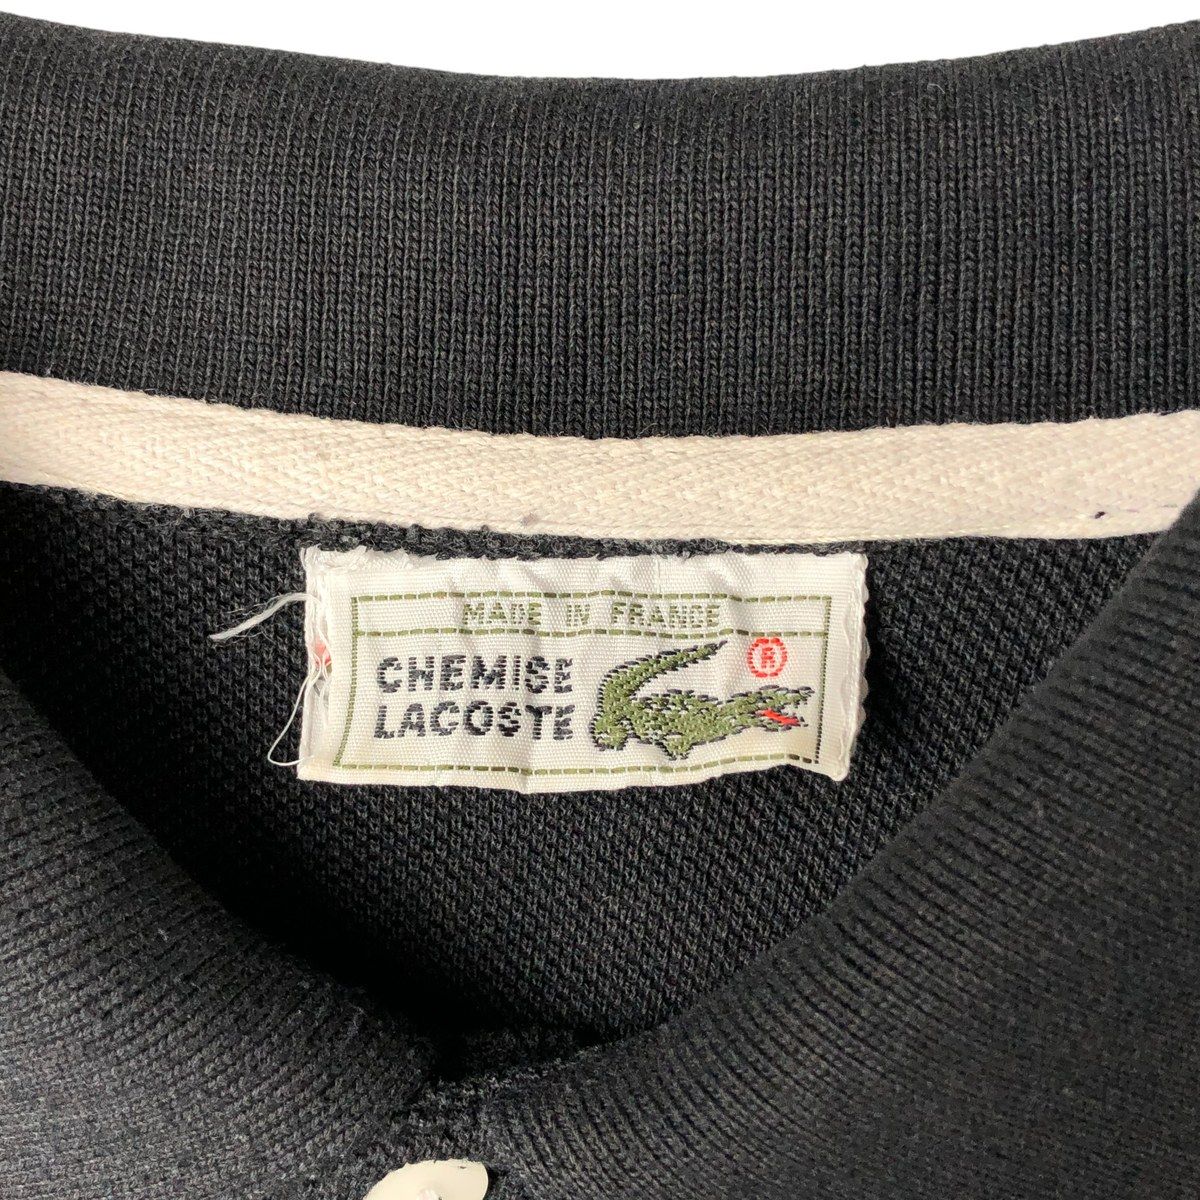 MADE IN FRANCE
CHEMISE
LACOSTE
®